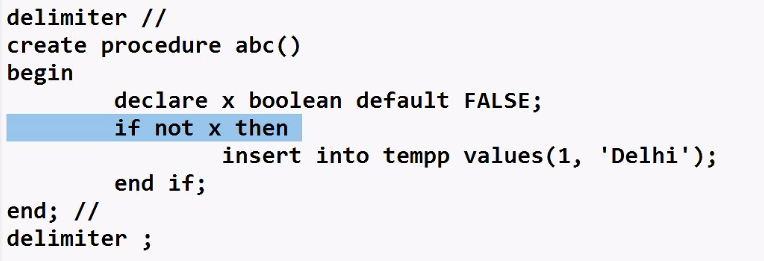 delimiter //
create procedure abc()
begin
        declare x boolean default FALSE;
        if not x then
                insert into tempp values(1, 'Delhi');
        end if;
end; //
delimiter ;